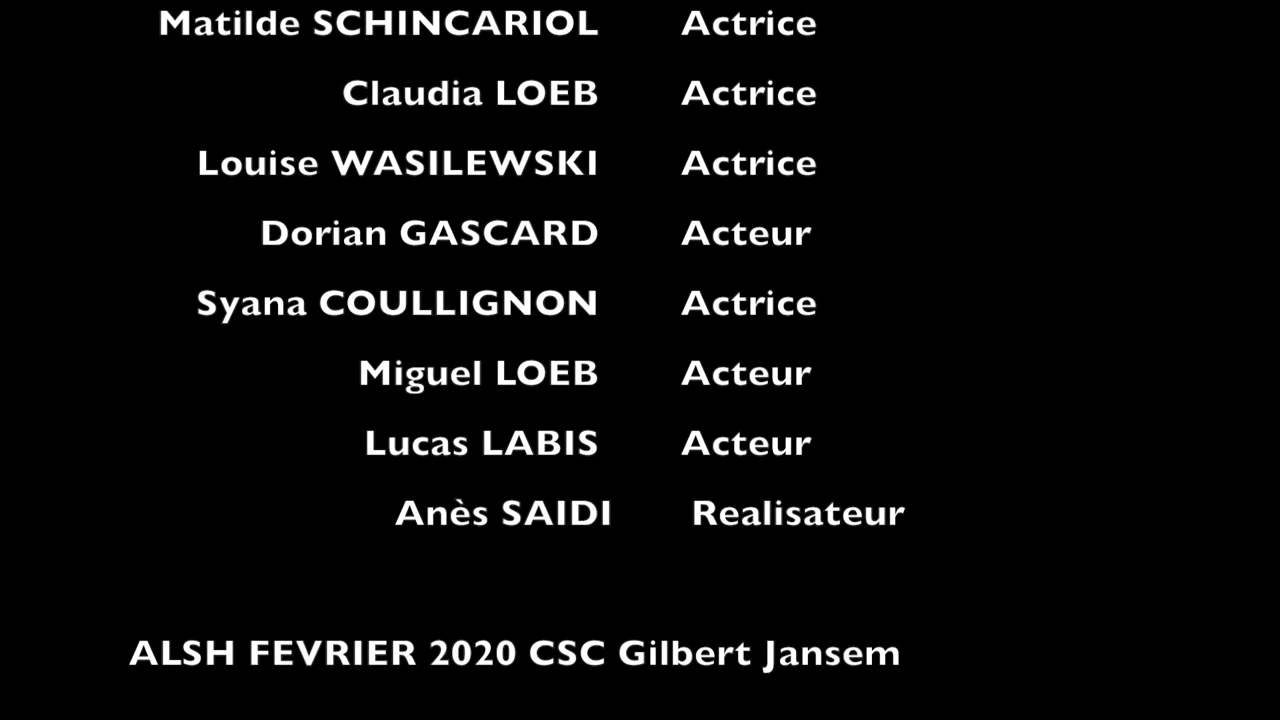 Matilde SCHINCARIOL Actrice
Claudia LOEB Actrice
Louise WASILEWSKI Actrice
Dorian GASCARD Acteur
Syana COULLIGNON Actrice
Miguel LOEB Acteur
Lucas LABIS Acteur
Anès SAIDI Realisateur
ALSH FEVRIER 2020 CSC Gilbert Jansem